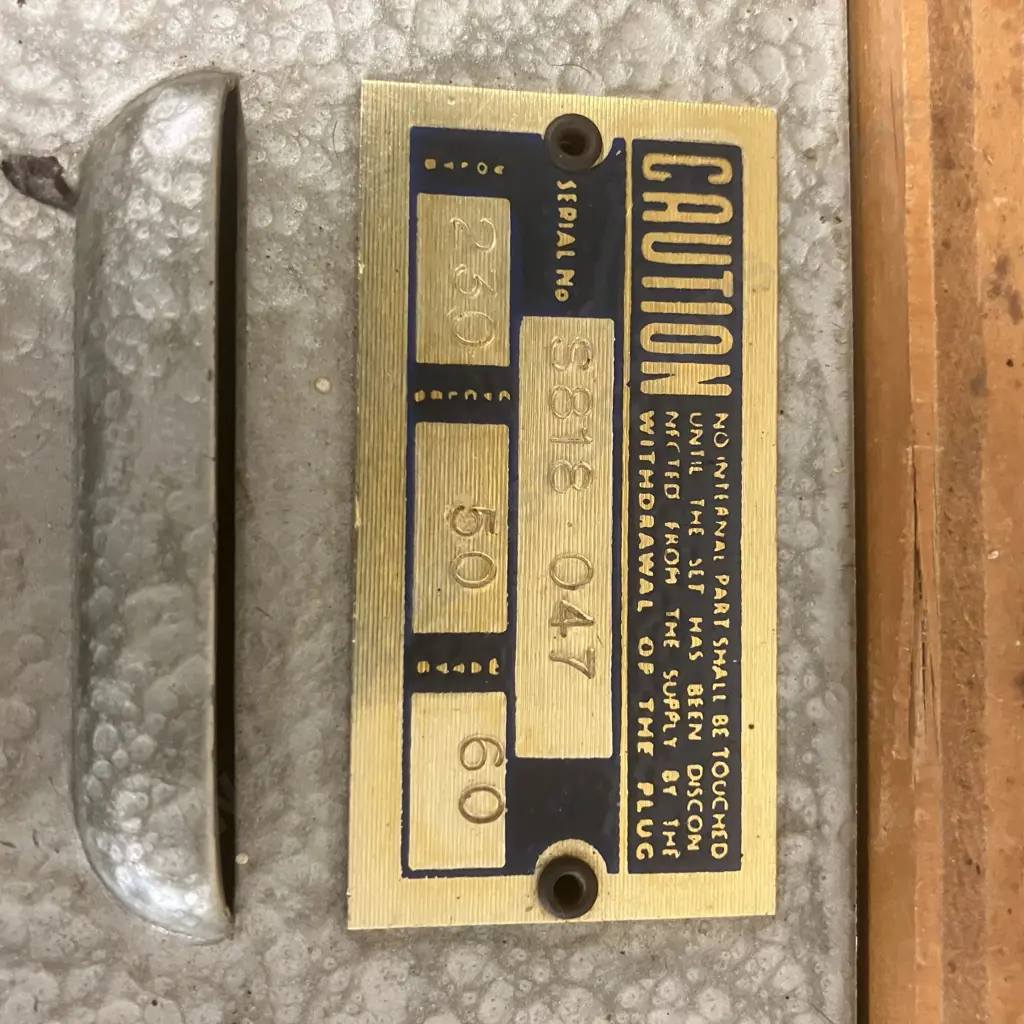 CAUTION
NO INTERNAL PART SHALL BE TOUCHED
UNTIL THE SET HAS BEEN DISCON
NECTED FROM THE SUPPLY BY THE
WITHDRAWAL OF THE PLUG
SERIAL No S818 047
230 50 60